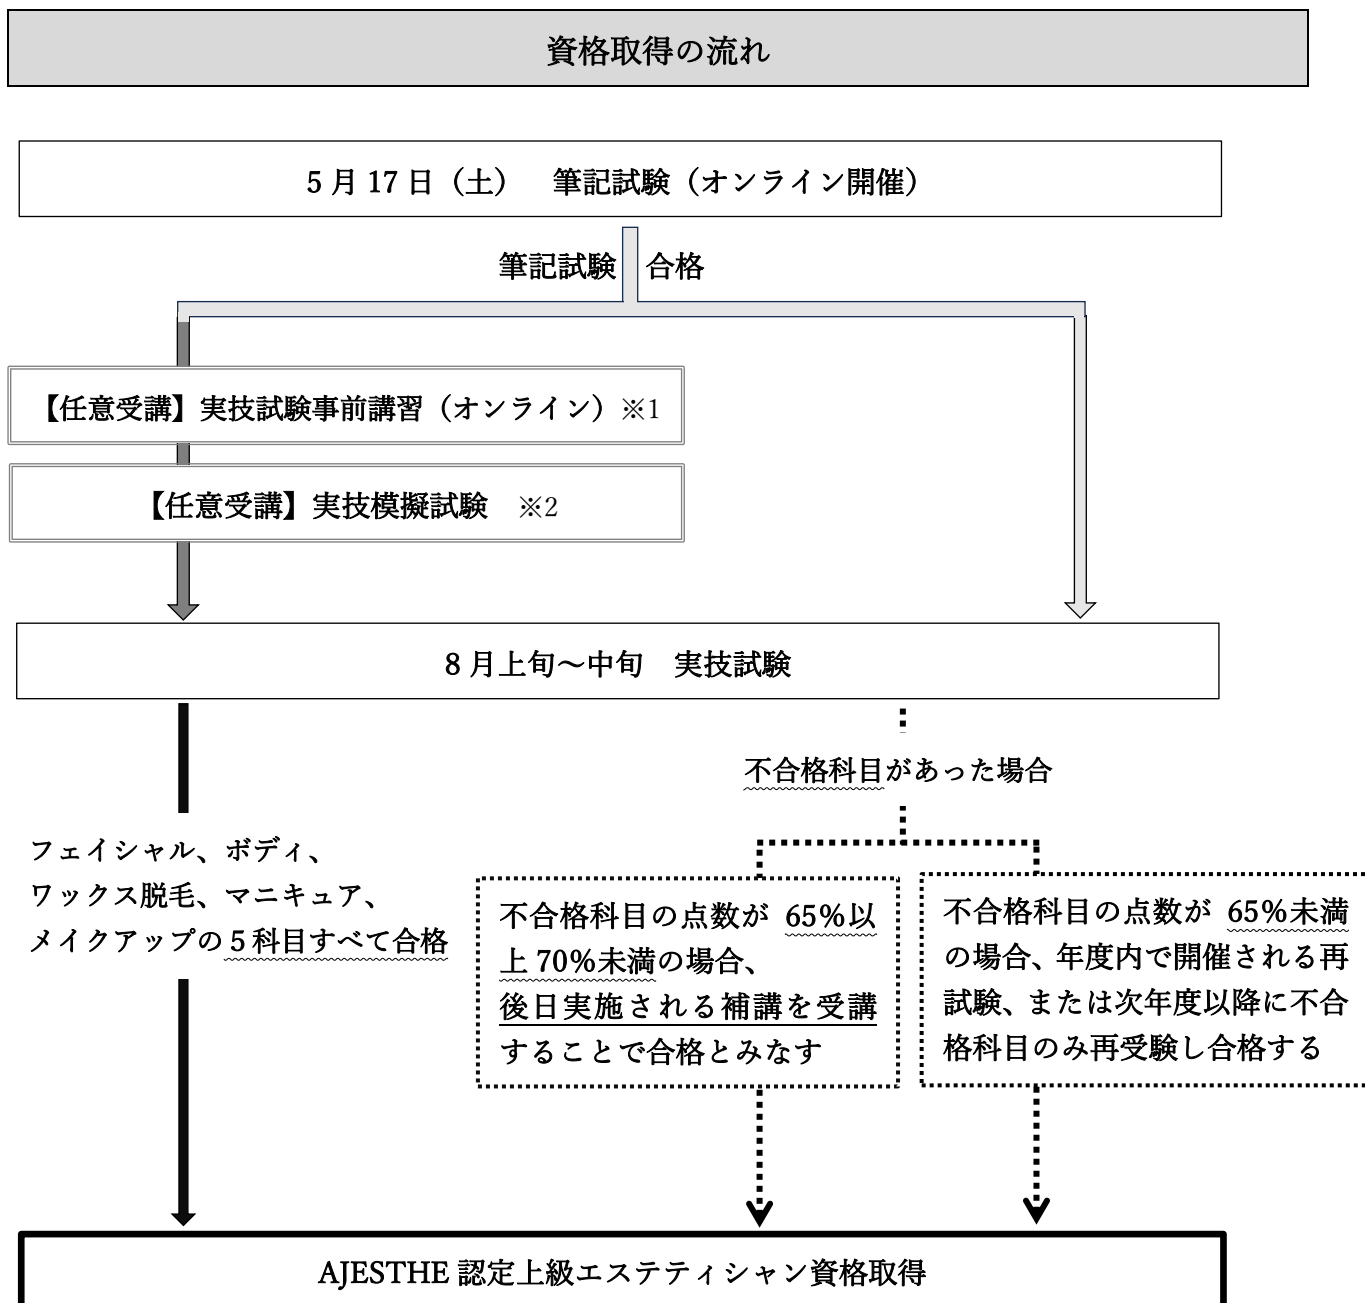 資格取得の流れ
5月17日（土）　筆記試験（オンライン開催）
筆記試験 合格
【任意受講】実技試験事前講習（オンライン）※1
【任意受講】実技模擬試験　※2
8月上旬～中旬　実技試験
フェイシャル、ボディ、
ワックス脱毛、マニキュア、
メイクアップの5科目すべて合格
不合格科目があった場合
不合格科目の点数が 65%以
上 70%未満の場合、
後日実施される補講を受講
することで合格とみなす
不合格科目の点数が 65%未満
の場合、年度内で開催される再
試験、または次年度以降に不合
格科目のみ再受験し合格する
AJESTHE 認定上級エステティシャン資格取得